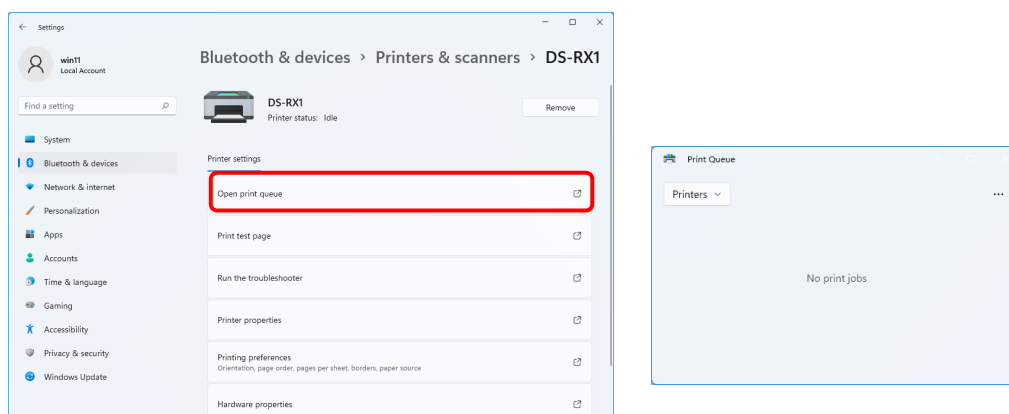 Settings
win11
Local Account
Find a setting
System
Bluetooth & devices
Network & internet
Personalization
Apps
Accounts
Time & language
Gaming
Accessibility
Privacy & security
Windows Update
Bluetooth & devices > Printers & scanners > DS-RX1
DS-RX1
Printer status: Idle
Remove
Printer settings
Open print queue
Print test page
Run the troubleshooter
Printer properties
Printing preferences
Orientation, page order, pages per sheet, borders, paper source
Hardware properties
Print Queue
Printers
...
No print jobs